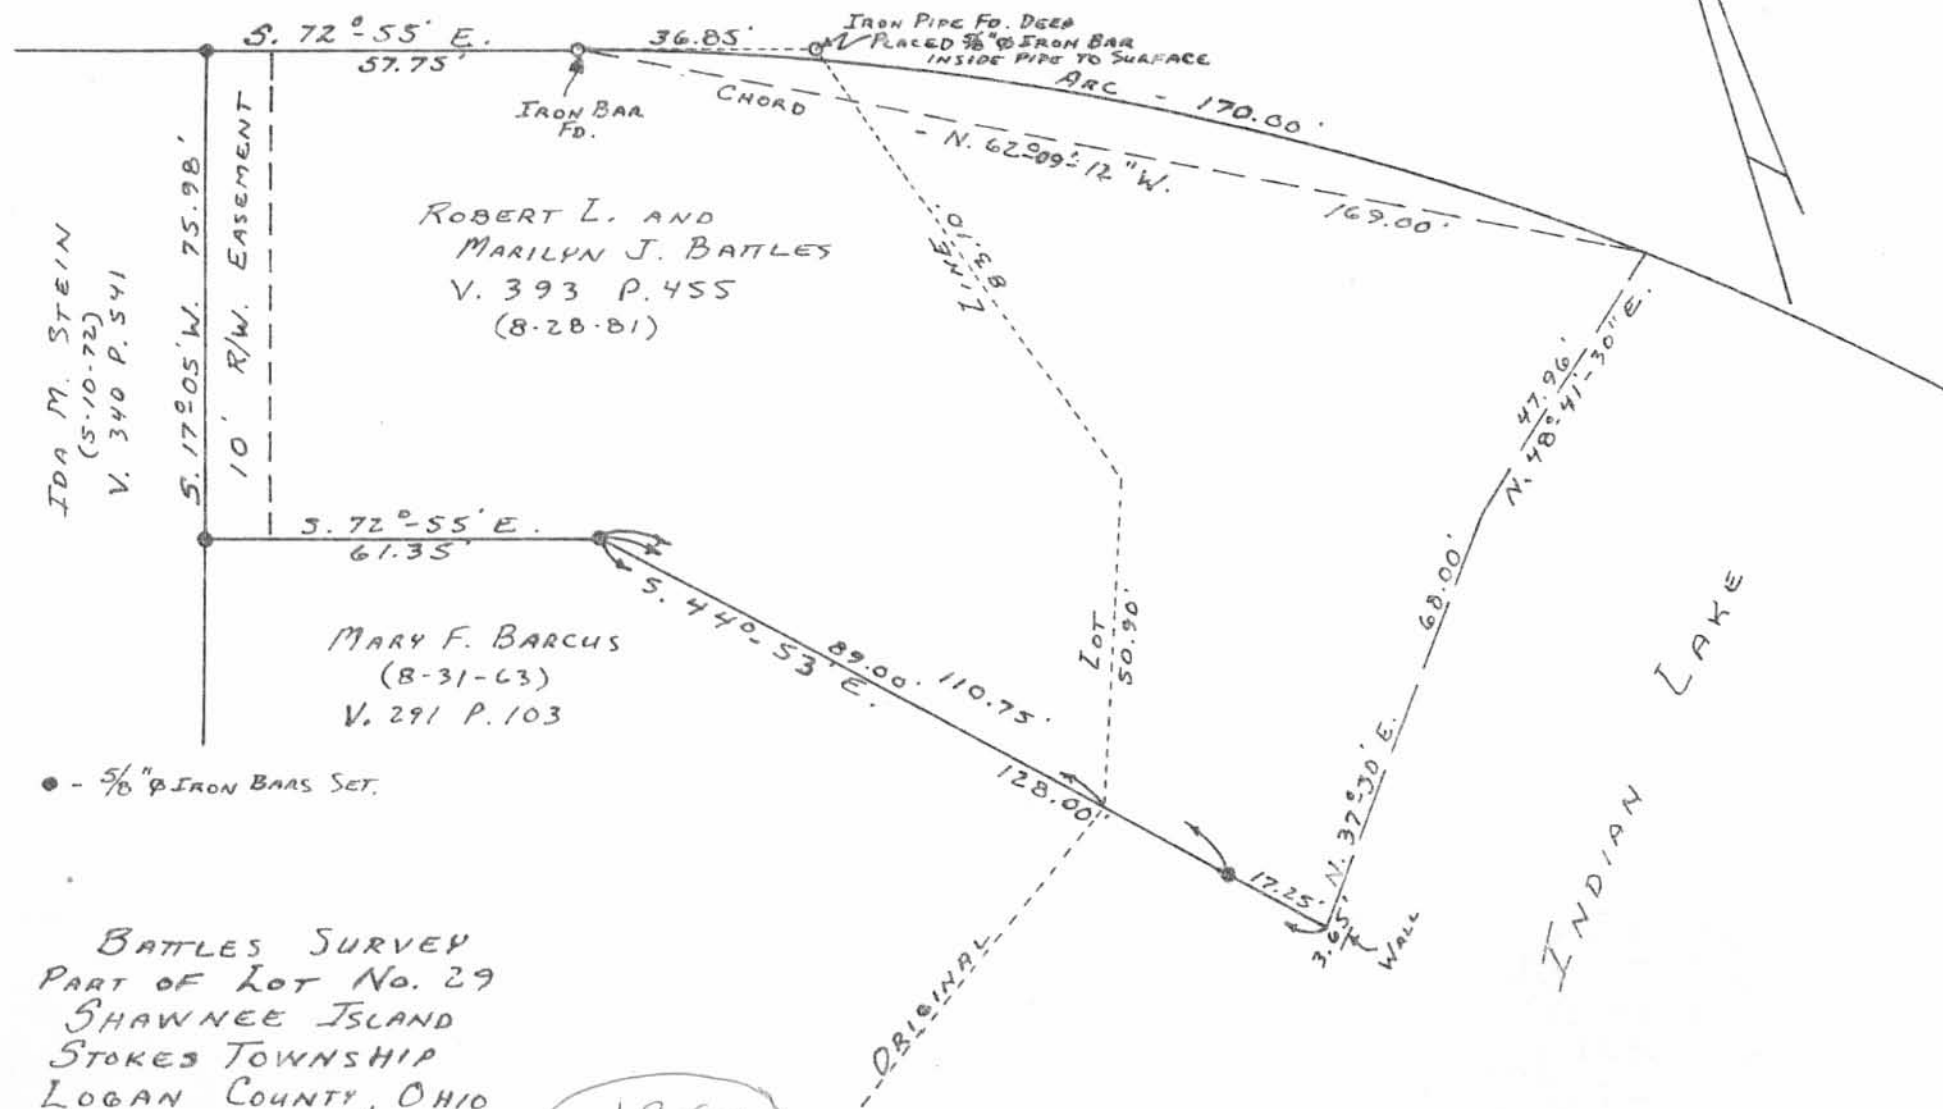 S. 72°-55' E.
57.75'
36.85'
IRON PIPE FD. DEEP
PLACED 5/8"⌀ IRON BAR
INSIDE PIPE TO SURFACE
IRON BAR
FD.
CHORD - N. 62°-09'-12" W. 169.00'
ARC - 170.00'
S. 17°-05' W. 75.98'
10' R/W. EASEMENT
IDA M. STEIN
(5-10-72)
V. 340 P. 541
ROBERT L. AND
MARILYN J. BATTLES
V. 393 P. 455
(8-28-81)
83.10'
LINE
47.96'
N. 48°-41'-30" E.
S. 72°-55' E.
61.35'
S. 44°-53' E.
89.00' 110.75'
128.00'
LOT
50.90'
68.00'
N. 37°-30' E.
17.25'
3.65'
WALL
INDIAN LAKE
MARY F. BARCUS
(8-31-63)
V. 291 P. 103
● - 5/8"⌀ IRON BARS SET.
ORIGINAL
BATTLES SURVEY
PART OF LOT NO. 29
SHAWNEE ISLAND
STOKES TOWNSHIP
LOGAN COUNTY, OHIO